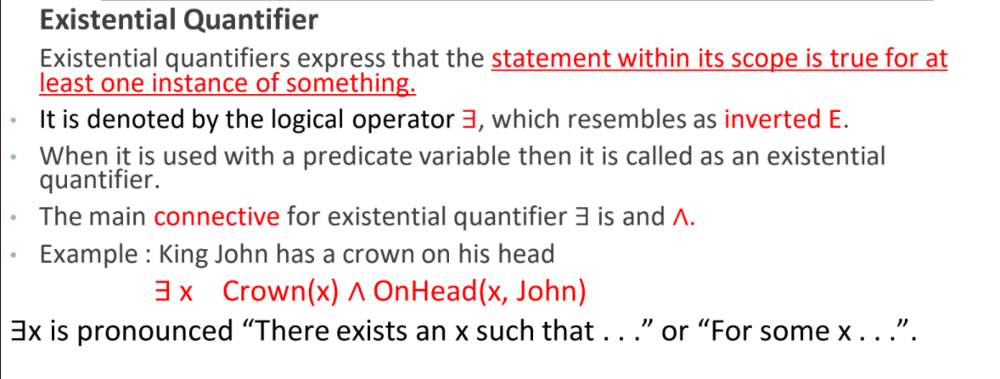 Existential Quantifier
Existential quantifiers express that the statement within its scope is true for at
least one instance of something.
• It is denoted by the logical operator ∃, which resembles as inverted E.
• When it is used with a predicate variable then it is called as an existential
quantifier.
• The main connective for existential quantifier ∃ is and ∧.
• Example : King John has a crown on his head
∃ x Crown(x) ∧ OnHead(x, John)
∃x is pronounced “There exists an x such that . . .” or “For some x . . .”.